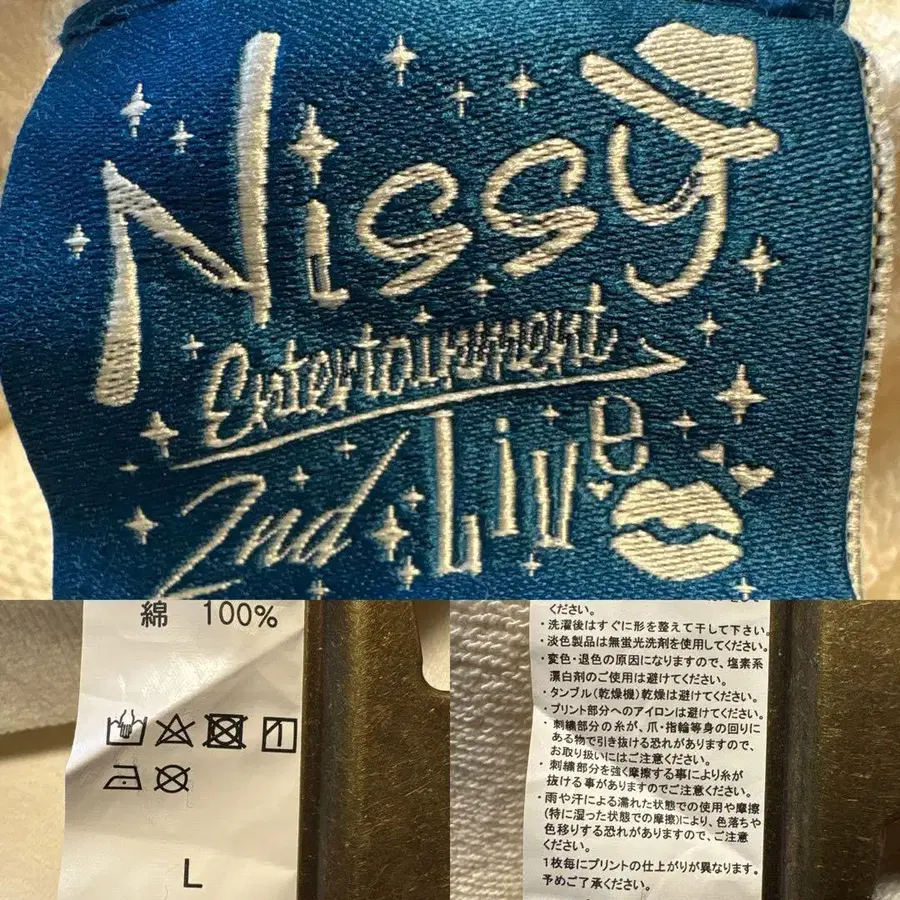 Nissy
Entertainment
2nd LIVe
綿 100%
L
ください。
・洗濯後はすぐに形を整えて干して下さい。
・淡色製品は無蛍光洗剤を使用してください。
・変色・退色の原因になりますので、塩素系
漂白剤のご使用は避けてください。
・タンブル(乾燥機)乾燥は避けてください。
・プリント部分へのアイロンは避けてください。
・刺繍部分の糸が、爪・指輪等身の回りに
ある物で引き抜ける恐れがありますので、
お取り扱いにはご注意ください。
・刺繍部分を強く摩擦する事により糸が
抜ける事がありますのでご注意ください。
・雨や汗による濡れた状態での使用や摩擦
(特に湿った状態での摩擦)により、色落ちや
色移りする恐れがありますので、ご注意
ください。
1枚毎にプリントの仕上がりが異なります。
予めご了承ください。